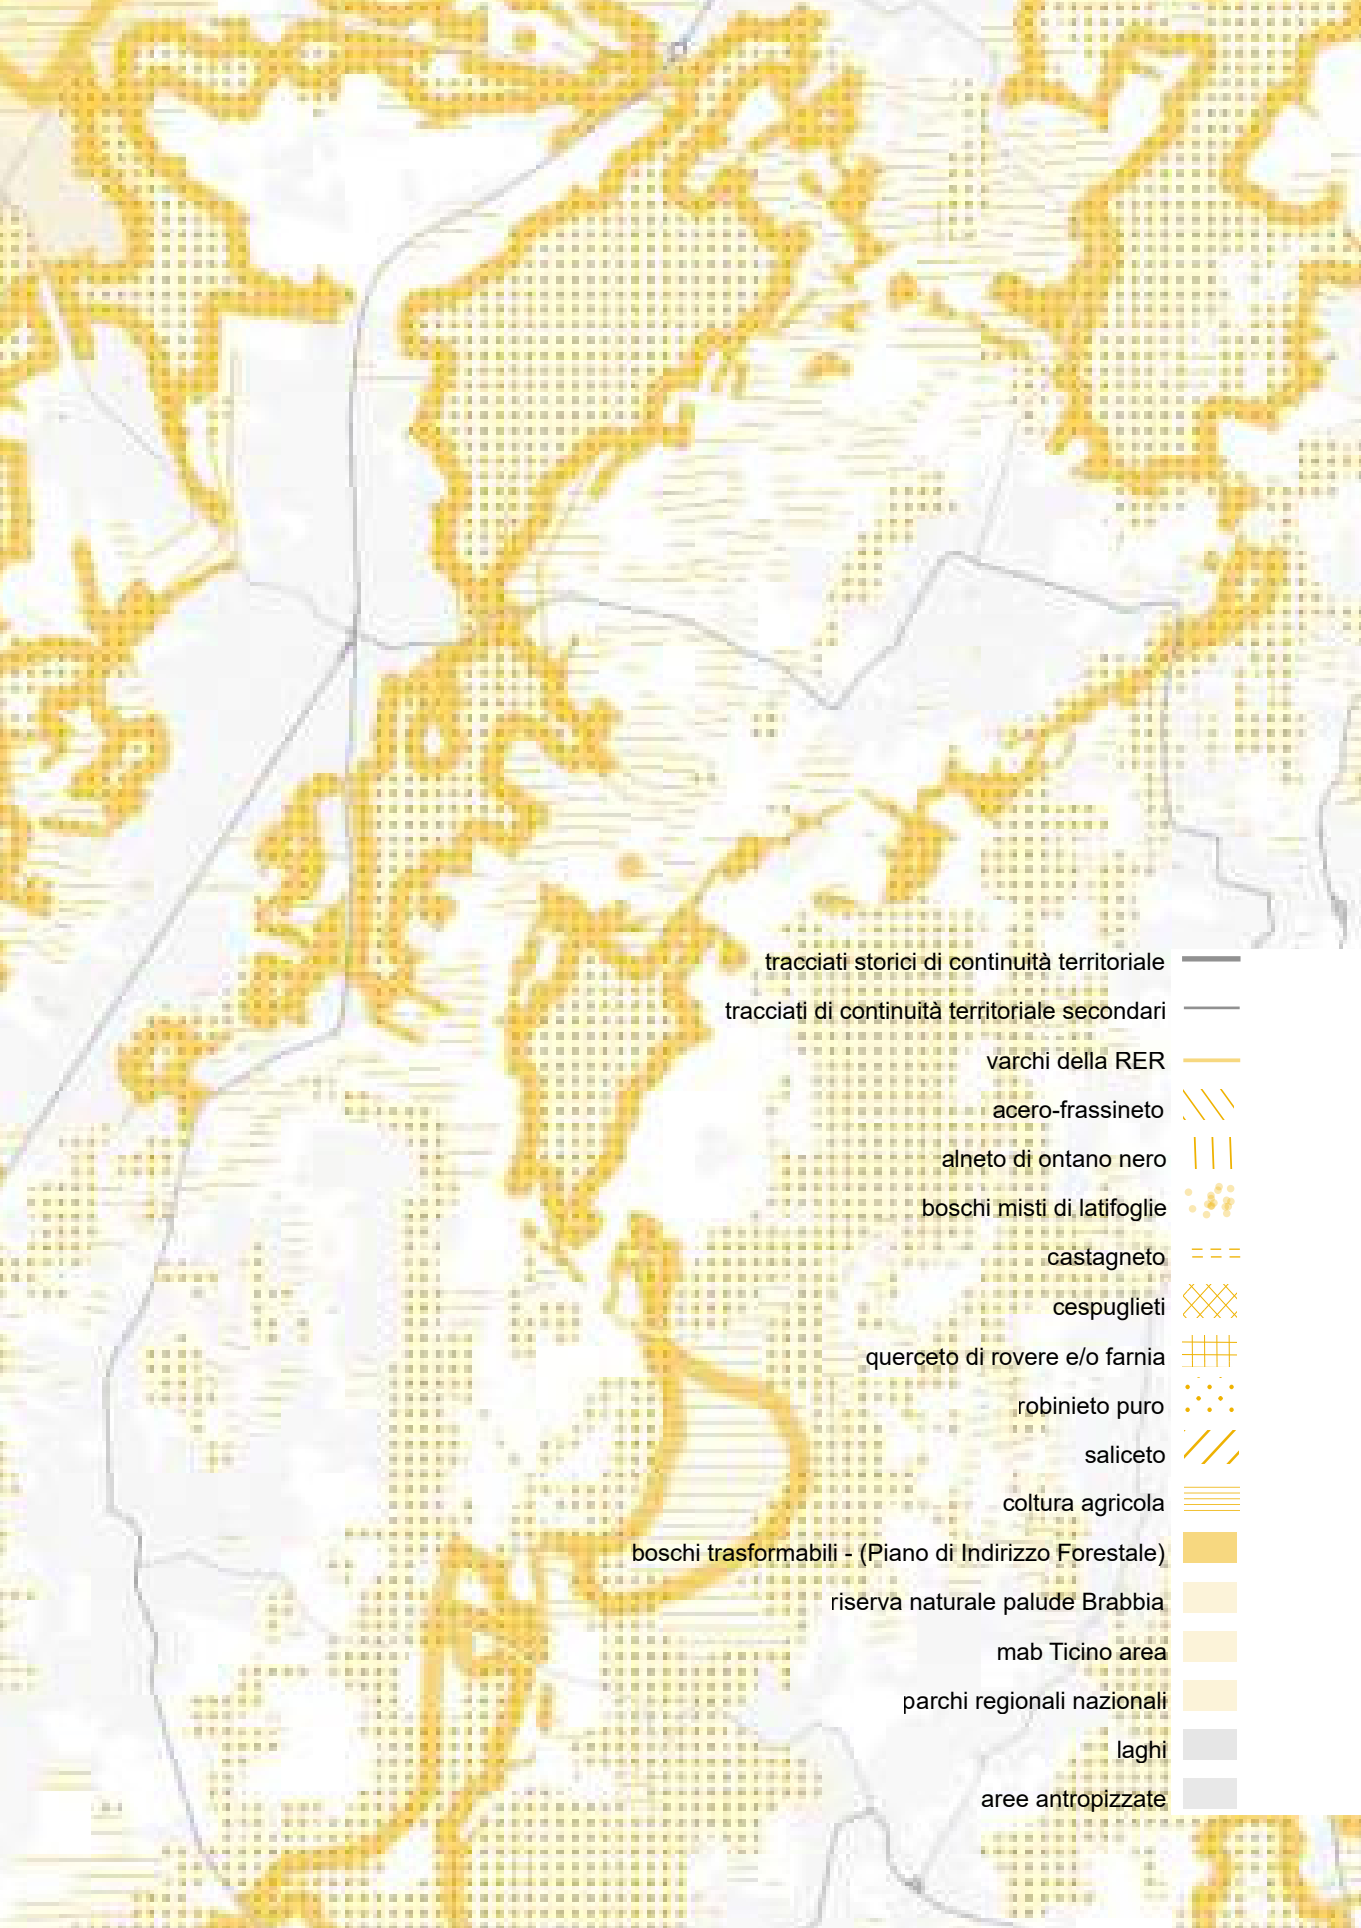 tracciati storici di continuità territoriale
tracciati di continuità territoriale secondari
varchi della RER
acero-frassineto
alneto di ontano nero
boschi misti di latifoglie
castagneto
cespuglieti
querceto di rovere e/o farnia
robinieto puro
saliceto
coltura agricola
boschi trasformabili - (Piano di Indirizzo Forestale)
riserva naturale palude Brabbia
mab Ticino area
parchi regionali nazionali
laghi
aree antropizzate